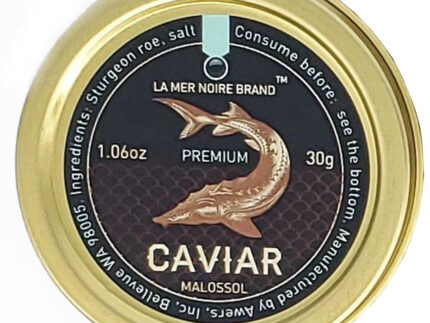 Ingredients: Sturgeon roe, salt
Consume before: see the bottom. Manufactured by Awers, Inc. Bellevue WA 98005.
LA MER NOIRE BRAND™
1.06oz PREMIUM 30g
CAVIAR
MALOSSOL